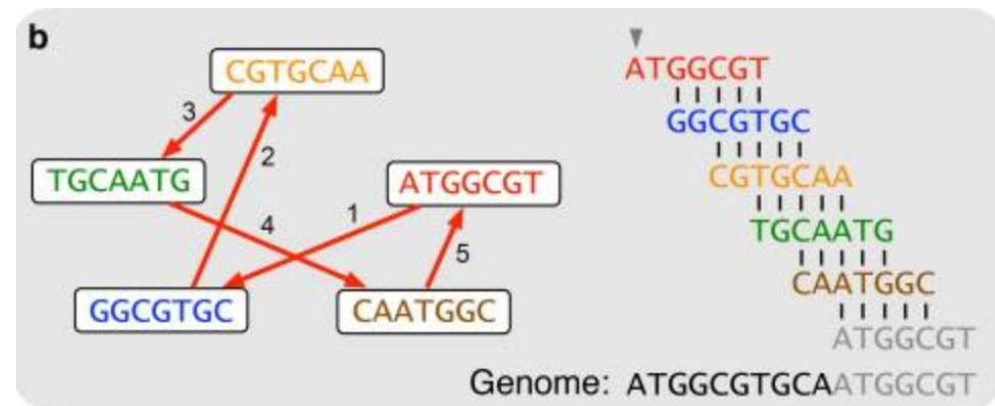 b
CGTGCAA
3
2
TGCAATG
ATGGCGT
1
4
5
GGCGTGC
CAATGGC
ATGGCGT
GGCGTGC
CGTGCAA
TGCAATG
CAATGGC
ATGGCGT
Genome: ATGGCGTGCAATGGCGT